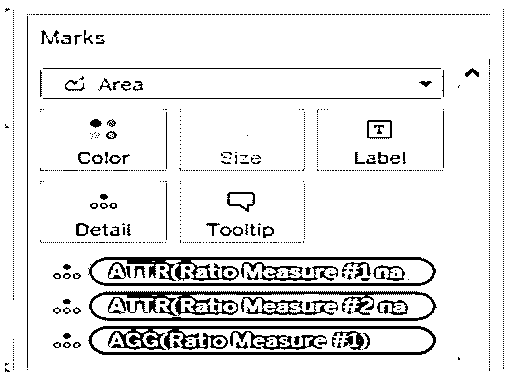 Marks
Area
Color Size Label
Detail Tooltip
ATTR(Ratio Measure #1 na
ATTR(Ratio Measure #2 na
AGG(Ratio Measure #1)